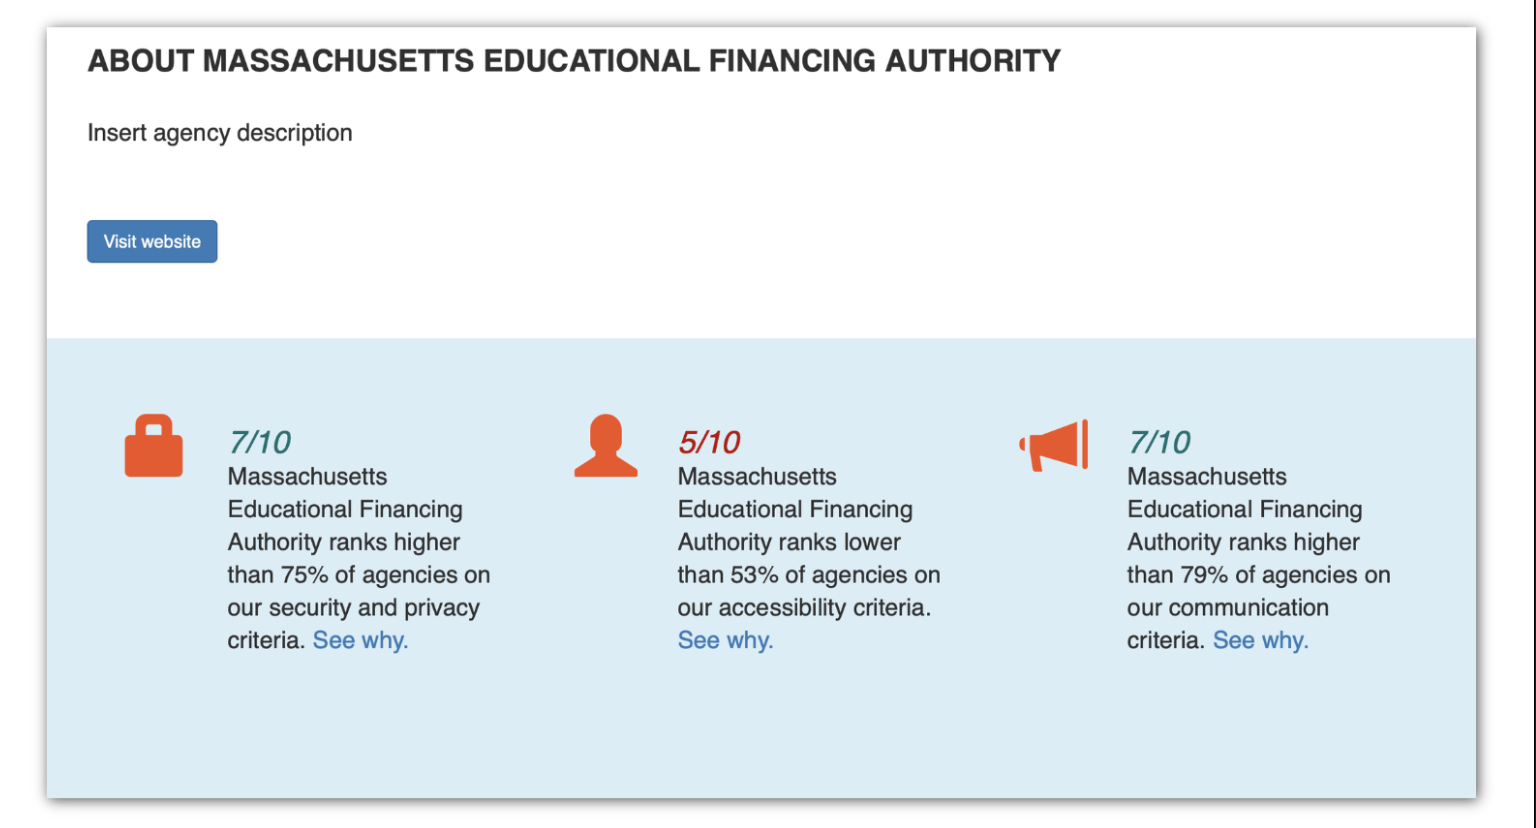 ABOUT MASSACHUSETTS EDUCATIONAL FINANCING AUTHORITY
Insert agency description
Visit website
7/10
Massachusetts
Educational Financing
Authority ranks higher
than 75% of agencies on
our security and privacy
criteria. See why.
5/10
Massachusetts
Educational Financing
Authority ranks lower
than 53% of agencies on
our accessibility criteria.
See why.
7/10
Massachusetts
Educational Financing
Authority ranks higher
than 79% of agencies on
our communication
criteria. See why.